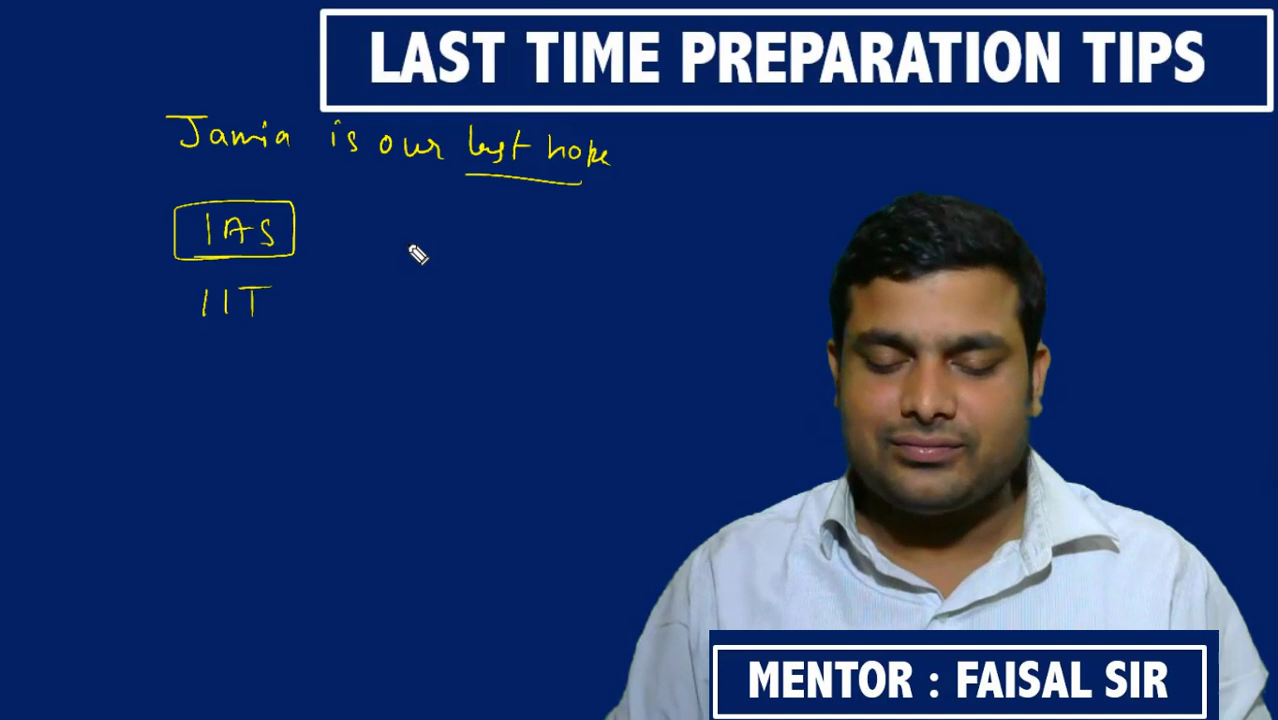 LAST TIME PREPARATION TIPS
Jamia is our last hope
IAS
IIT
MENTOR : FAISAL SIR